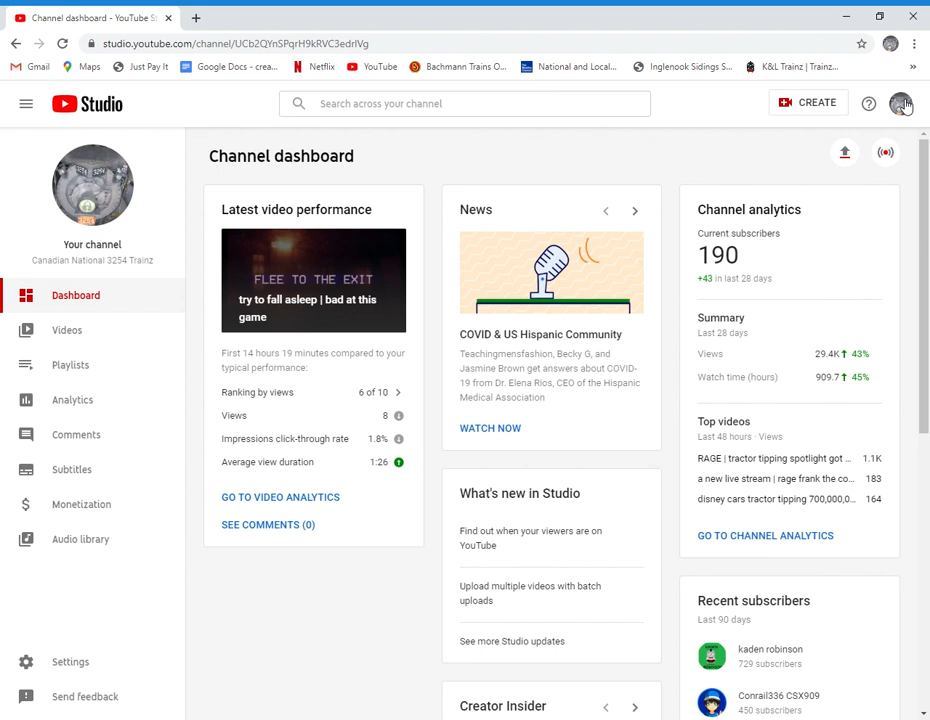 Channel dashboard - YouTube St
studio.youtube.com/channel/UCb2QYnSPqrH9kRVC3edrIVg
Gmail
Maps
Just Pay It
Google Docs - crea...
Netflix
YouTube
Bachmann Trains O...
National and Local...
Inglenook Sidings S...
K&L Trainz | Trainz...
»
Studio
Search across your channel
CREATE
Channel dashboard
Your channel
Canadian National 3254 Trainz
Dashboard
Videos
Playlists
Analytics
Comments
Subtitles
Monetization
Audio library
Settings
Send feedback
Latest video performance
FLEE TO THE EXIT
try to fall asleep | bad at this
game
First 14 hours 19 minutes compared to your
typical performance:
Ranking by views 6 of 10
Views 8
Impressions click-through rate 1.8%
Average view duration 1:26
GO TO VIDEO ANALYTICS
SEE COMMENTS (0)
News
COVID & US Hispanic Community
Teachingmensfashion, Becky G, and
Jasmine Brown get answers about COVID-
19 from Dr. Elena Rios, CEO of the Hispanic
Medical Association
WATCH NOW
What's new in Studio
Find out when your viewers are on
YouTube
Upload multiple videos with batch
uploads
See more Studio updates
Creator Insider
Channel analytics
Current subscribers
190
+43 in last 28 days
Summary
Last 28 days
Views 29.4K 43%
Watch time (hours) 909.7 45%
Top videos
Last 48 hours · Views
RAGE | tractor tipping spotlight got ... 1.1K
a new live stream | rage frank the co... 183
disney cars tractor tipping 700,000,0... 164
GO TO CHANNEL ANALYTICS
Recent subscribers
Last 90 days
kaden robinson
729 subscribers
Conrail336 CSX909
450 subscribers